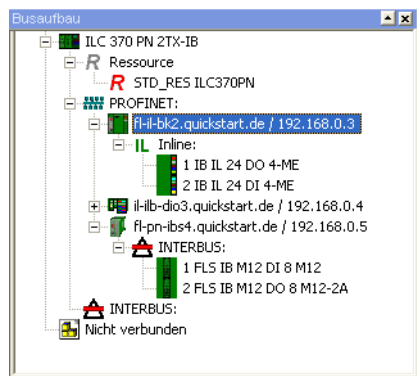 Busaufbau
ILC 370 PN 2TX-IB
R Ressource
R STD_RES ILC370PN
PROFINET:
fl-il-bk2.quickstart.de / 192.168.0.3
IL Inline:
1 IB IL 24 DO 4-ME
2 IB IL 24 DI 4-ME
il-ilb-dio3.quickstart.de / 192.168.0.4
fl-pn-ibs4.quickstart.de / 192.168.0.5
INTERBUS:
1 FLS IB M12 DI 8 M12
2 FLS IB M12 DO 8 M12-2A
INTERBUS:
Nicht verbunden